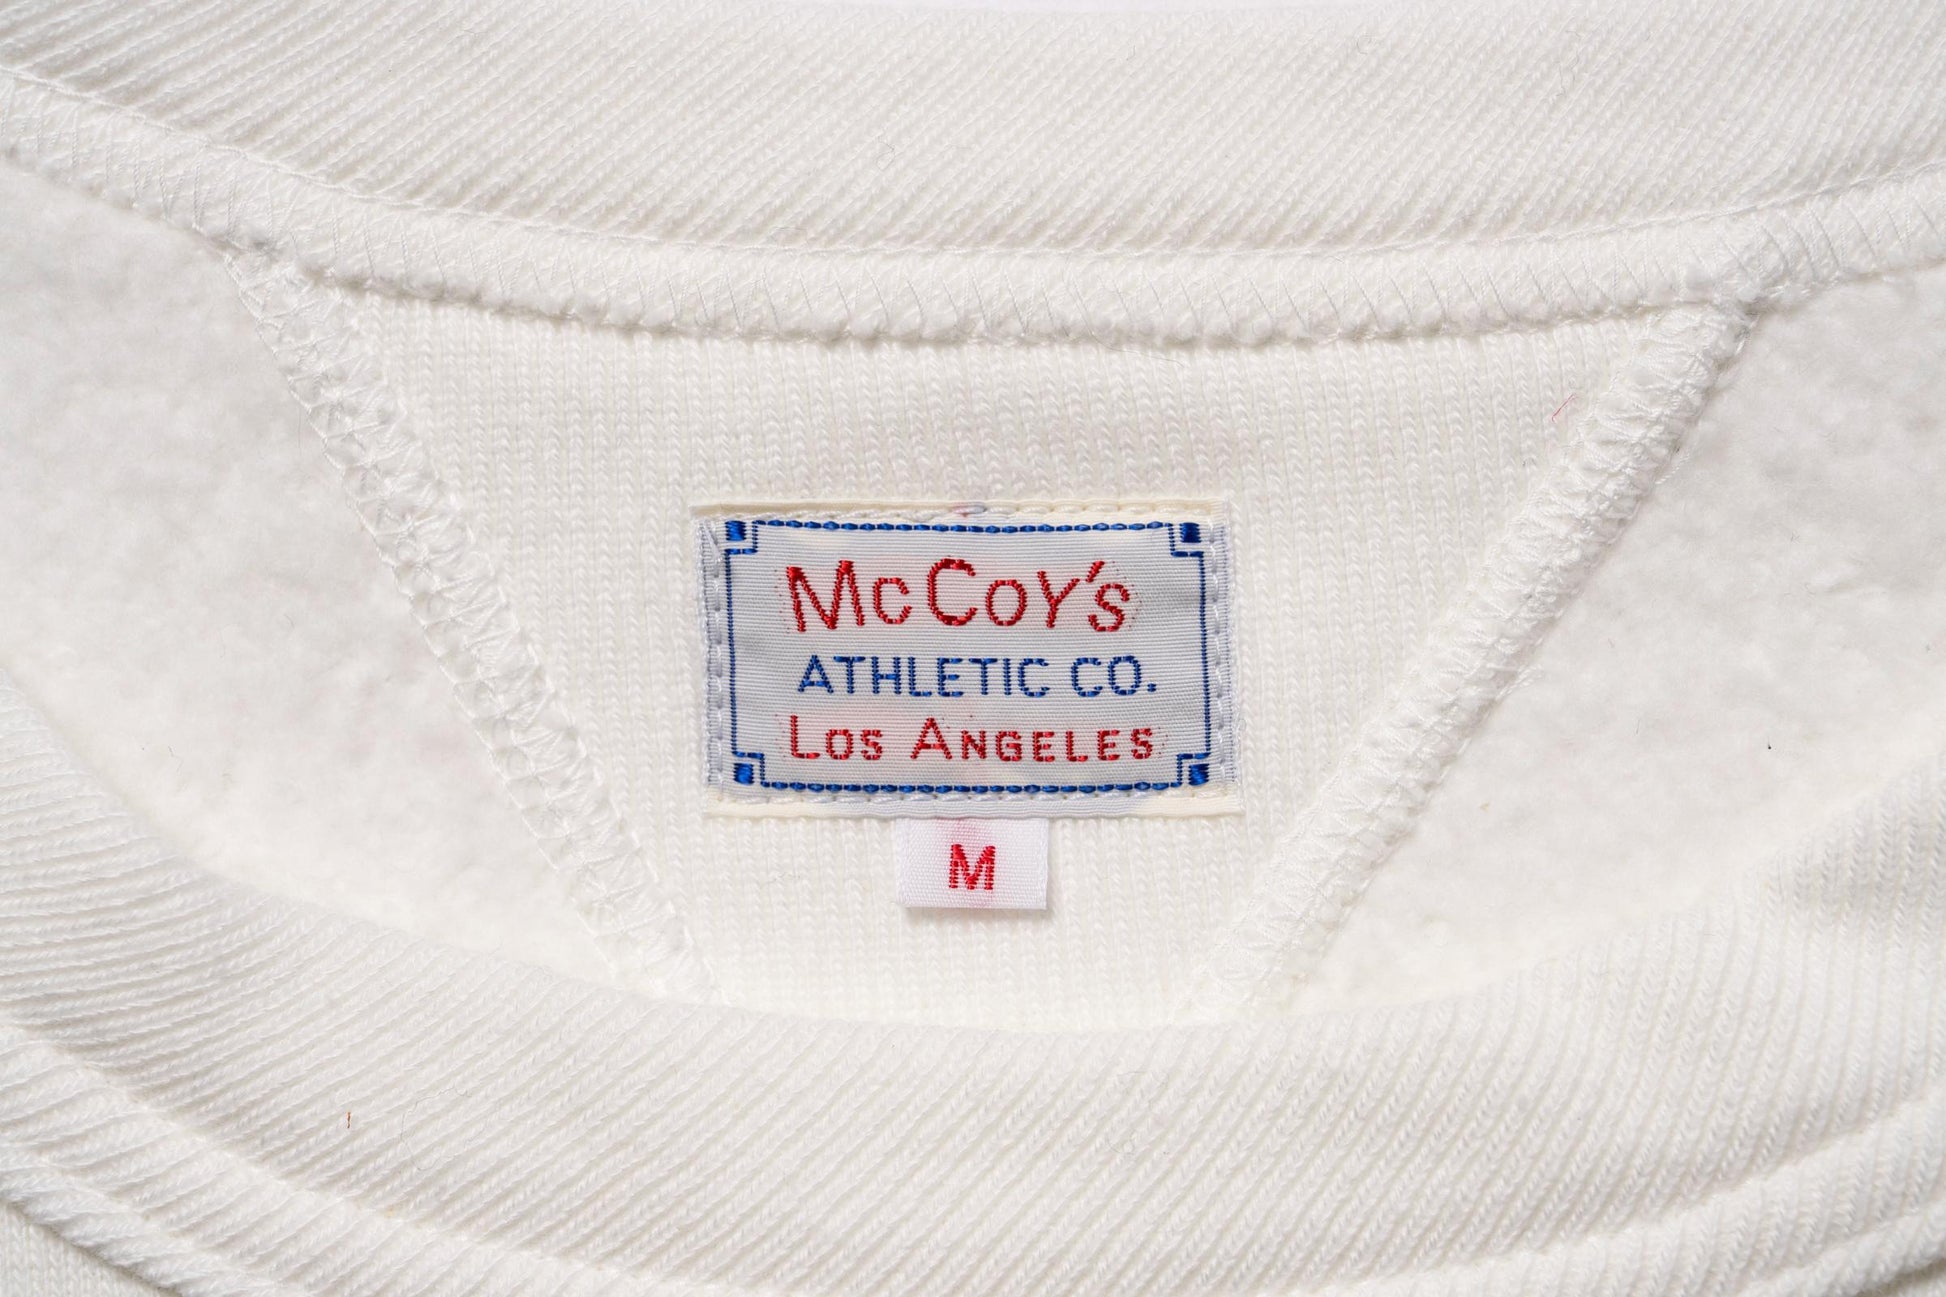 McCoy's
ATHLETIC CO.
Los Angeles
M